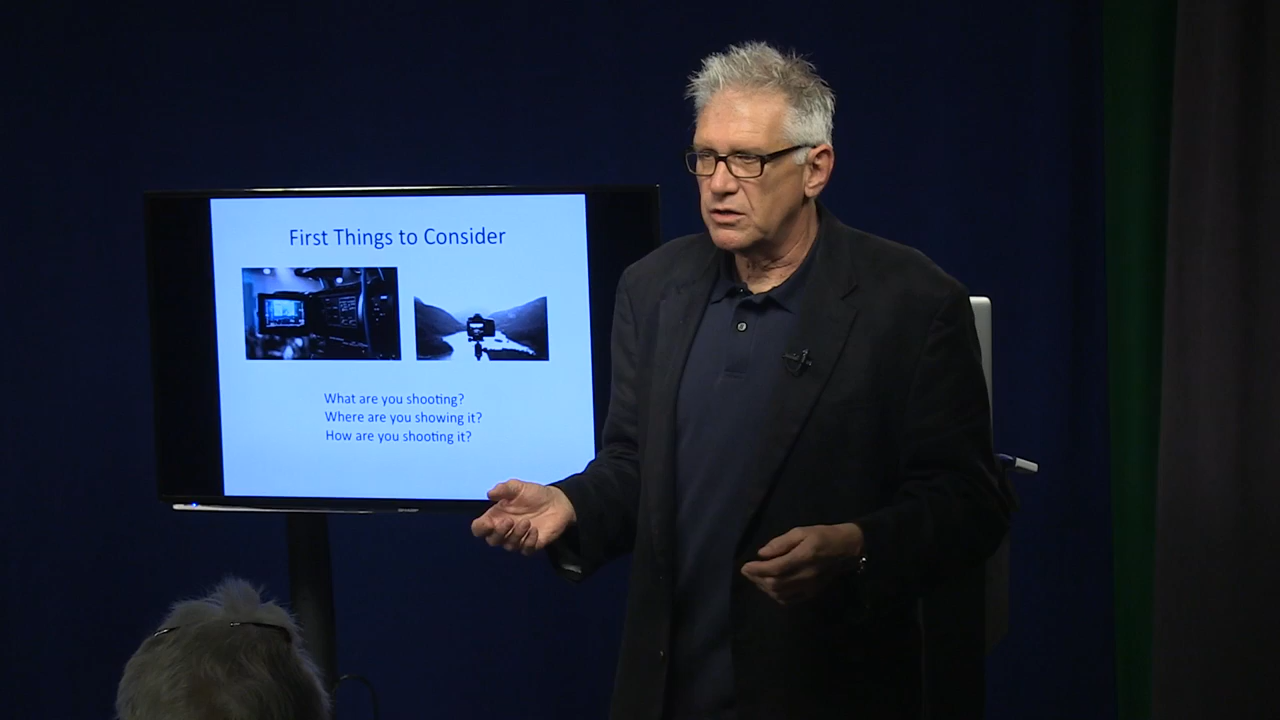 First Things to Consider
What are you shooting?
Where are you showing it?
How are you shooting it?